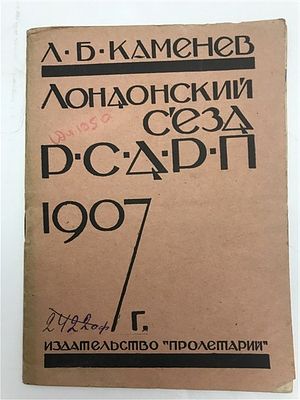 Л·Б·КАМЕНЕВ
ЛОНДОНСКИЙ
С'ЕЗД
Р·С·Д·Р·П
1907
Г.
ИЗДАТЕЛЬСТВО "ПРОЛЕТАРИЙ"